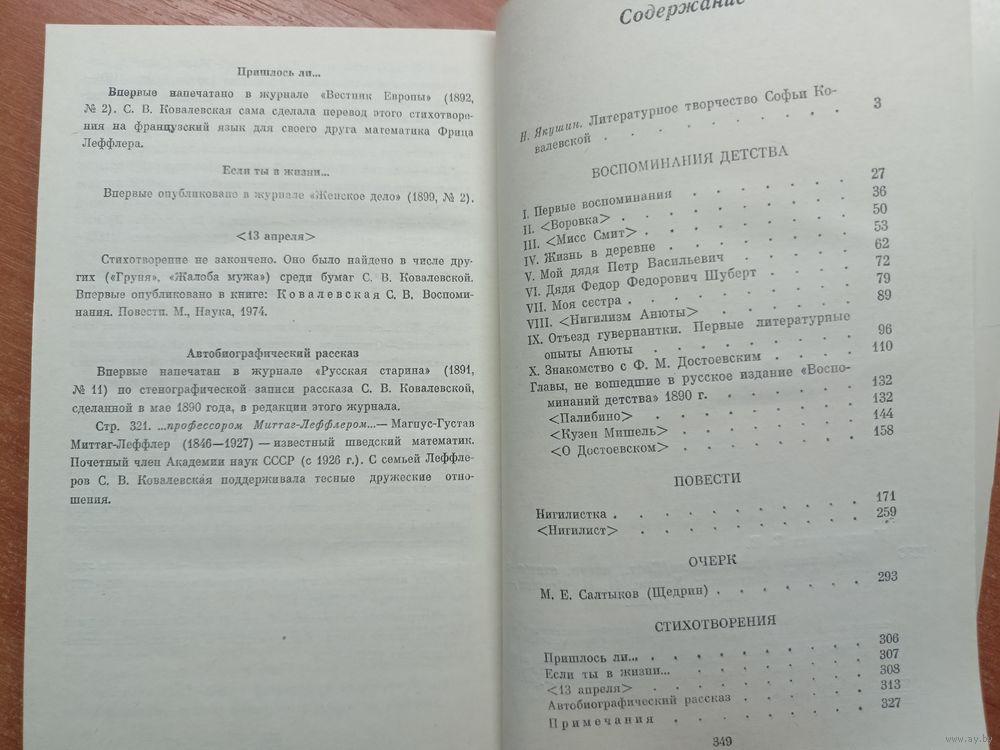 Пришлось ли...
Впервые напечатано в журнале «Вестник Европы» (1892,
№ 2). С. В. Ковалевская сама сделала перевод этого стихотворе-
ния на французский язык для своего друга математика Фрица
Леффлера.
Если ты в жизни...
Впервые опубликовано в журнале «Женское дело» (1899, № 2).
<13 апреля>
Стихотворение не закончено. Оно было найдено в числе дру-
гих («Груня», «Жалоба мужа») среди бумаг С. В. Ковалевской.
Впервые опубликовано в книге: Ковалевская С. В. Воспоми-
нания. Повести. М., Наука, 1974.
Автобиографический рассказ
Впервые напечатан в журнале «Русская старина» (1891,
№ 11) по стенографической записи рассказа С. В. Ковалевской,
сделанной в мае 1890 года, в редакции этого журнала.
Стр. 321. ...профессором Миттаг-Леффлером...— Магнус-Густав
Миттаг-Леффлер (1846—1927) — известный шведский математик.
Почетный член Академии наук СССР (с 1926 г.). С семьей Леффле-
ров С. В. Ковалевская поддерживала тесные дружеские отно-
шения.
Содержание
Н. Якушин. Литературное творчество Софьи Ко-
валевской . . . . . . . . . 3
ВОСПОМИНАНИЯ ДЕТСТВА
I. Первые воспоминания . . . . . . 27
II. <Воровка> . . . . . . . . 36
III. <Мисс Смит> . . . . . . . 50
IV. Жизнь в деревне . . . . . . 53
V. Мой дядя Петр Васильевич . . . . 62
VI. Дядя Федор Федорович Шуберт . . . 72
VII. Моя сестра . . . . . . . 79
VIII. <Нигилизм Анюты> . . . . . 89
IX. Отъезд гувернантки. Первые литературные
опыты Анюты . . . . . . . 96
X. Знакомство с Ф. М. Достоевским . . . 110
Главы, не вошедшие в русское издание «Воспо-
минаний детства» 1890 г. . . . . . 132
<Палибино> . . . . . . . 132
<Кузен Мишель> . . . . . . 144
<О Достоевском> . . . . . . 158
ПОВЕСТИ
Нигилистка . . . . . . . . 171
<Нигилист> . . . . . . . . 259
ОЧЕРК
М. Е. Салтыков (Щедрин) . . . . . 293
СТИХОТВОРЕНИЯ
Пришлось ли... . . . . . . . 306
Если ты в жизни... . . . . . . 307
<13 апреля> . . . . . . . 308
Автобиографический рассказ . . . . 313
Примечания . . . . . . . 327
349
www.ay.by